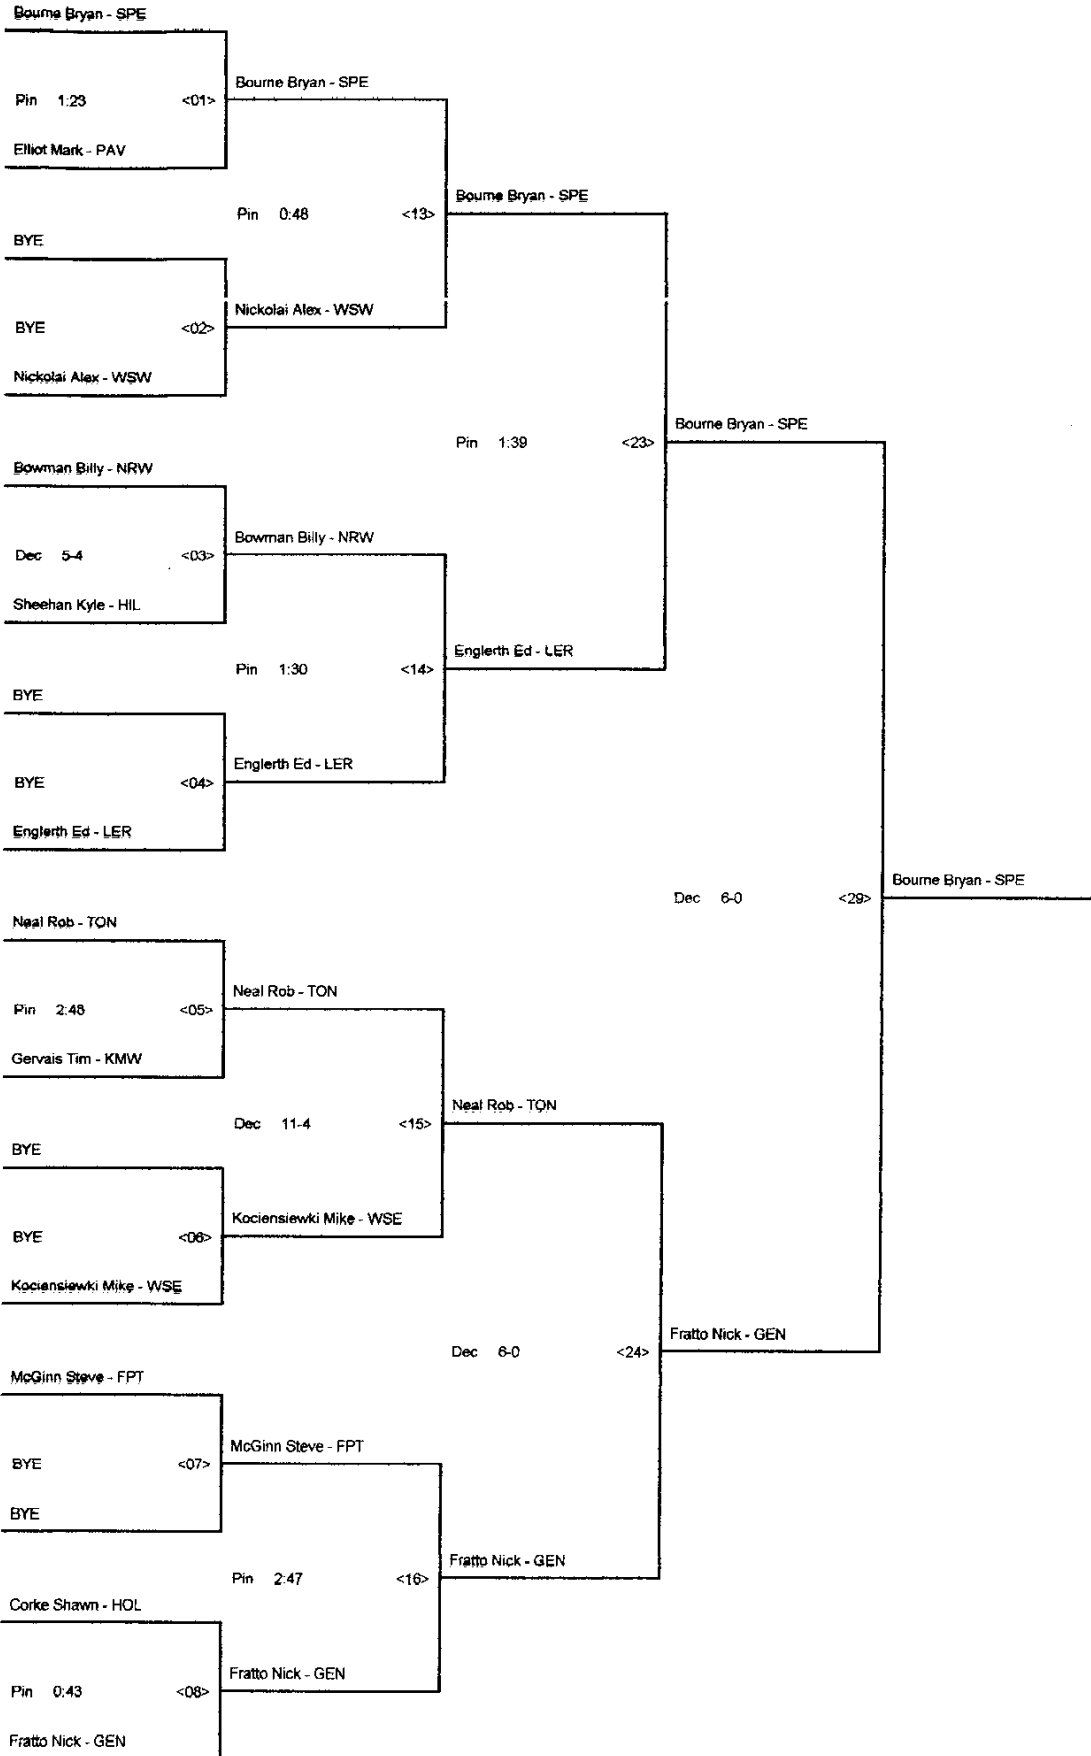 Bourne Bryan - SPE
Bourne Bryan - SPE
Pin 1:23 <01>
Elliot Mark - PAV
Bourne Bryan - SPE
Pin 0:48 <13>
BYE
Nickolai Alex - WSW
BYE <02>
Nickolai Alex - WSW
Bourne Bryan - SPE
Pin 1:39 <23>
Bowman Billy - NRW
Bowman Billy - NRW
Dec 5-4 <03>
Sheehan Kyle - HIL
Englerth Ed - LER
Pin 1:30 <14>
BYE
Englerth Ed - LER
BYE <04>
Englerth Ed - LER
Bourne Bryan - SPE
Dec 6-0 <29>
Neal Rob - TON
Neal Rob - TON
Pin 2:48 <05>
Gervais Tim - KMW
Neal Rob - TON
Dec 11-4 <15>
BYE
Kociensiewki Mike - WSE
BYE <06>
Kociensiewki Mike - WSE
Fratto Nick - GEN
Dec 6-0 <24>
McGinn Steve - FPT
McGinn Steve - FPT
BYE <07>
BYE
Fratto Nick - GEN
Pin 2:47 <16>
Corke Shawn - HOL
Fratto Nick - GEN
Pin 0:43 <08>
Fratto Nick - GEN